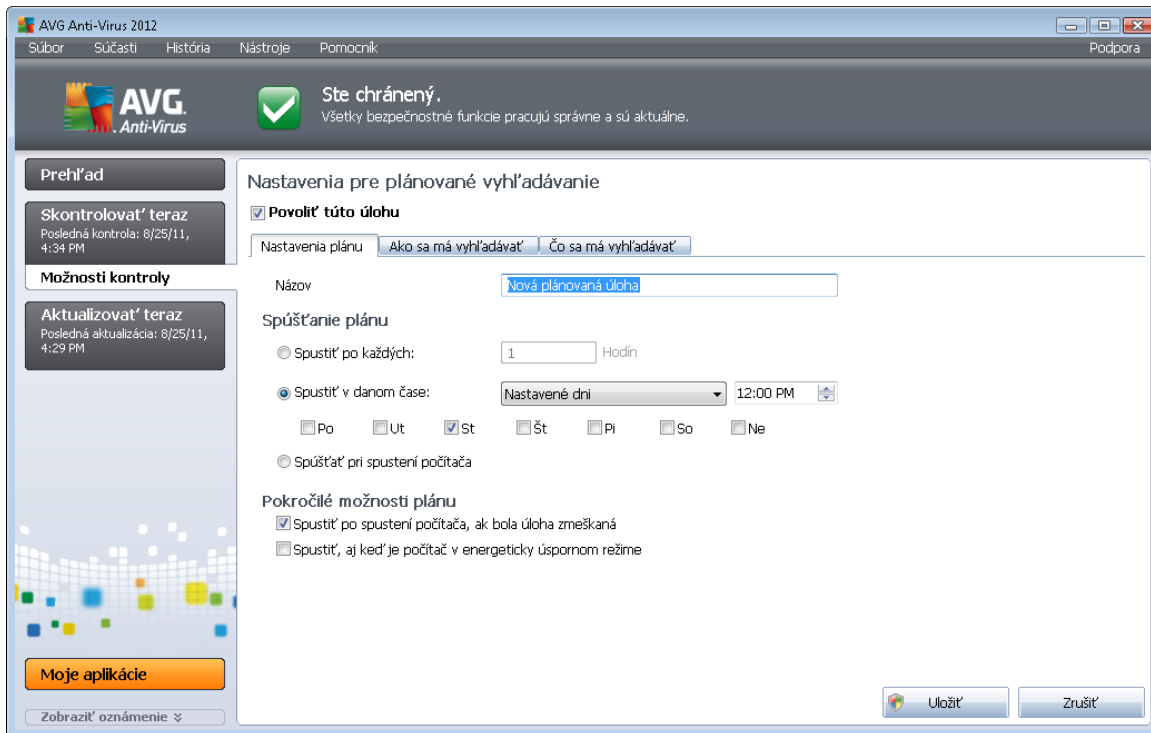 AVG Anti-Virus 2012
Súbor Súčasti História Nástroje Pomocník Podpora
AVG.
Anti-Virus
Ste chránený.
Všetky bezpečnostné funkcie pracujú správne a sú aktuálne.
Prehľad
Skontrolovať teraz
Posledná kontrola: 8/25/11,
4:34 PM
Možnosti kontroly
Aktualizovať teraz
Posledná aktualizácia: 8/25/11,
4:29 PM
Moje aplikácie
Zobraziť oznámenie
Nastavenia pre plánované vyhľadávanie
Povoliť túto úlohu
Nastavenia plánu Ako sa má vyhľadávať Čo sa má vyhľadávať
Názov Nová plánovaná úloha
Spúšťanie plánu
Spustiť po každých: 1 Hodín
Spustiť v danom čase: Nastavené dni 12:00 PM
Po Ut St Št Pi So Ne
Spúšťať pri spustení počítača
Pokročilé možnosti plánu
Spustiť po spustení počítača, ak bola úloha zmeškaná
Spustiť, aj keď je počítač v energeticky úspornom režime
Uložiť Zrušiť